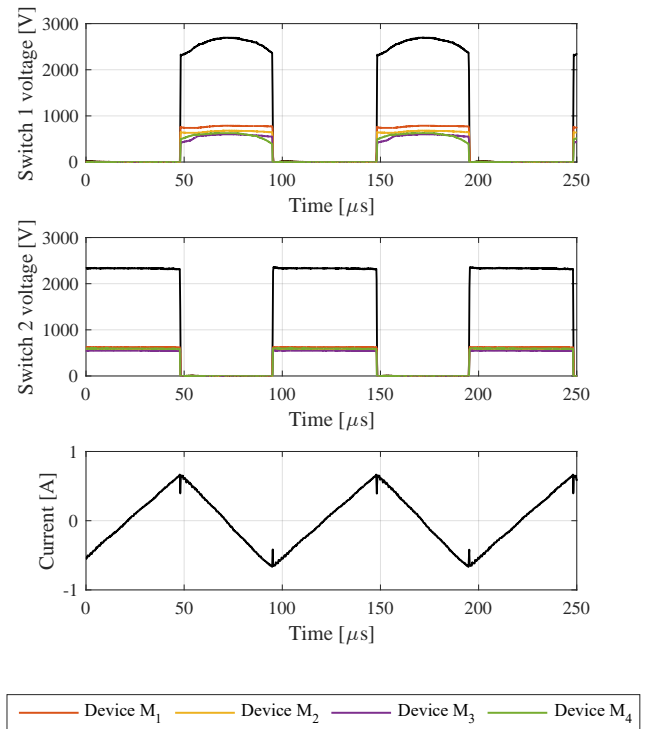 Switch 1 voltage [V]
3000
2000
1000
0
0 50 100 150 200 250
Time [μs]
Switch 2 voltage [V]
3000
2000
1000
0
0 50 100 150 200 250
Time [μs]
Current [A]
1
0
-1
0 50 100 150 200 250
Time [μs]
Device M1 Device M2 Device M3 Device M4